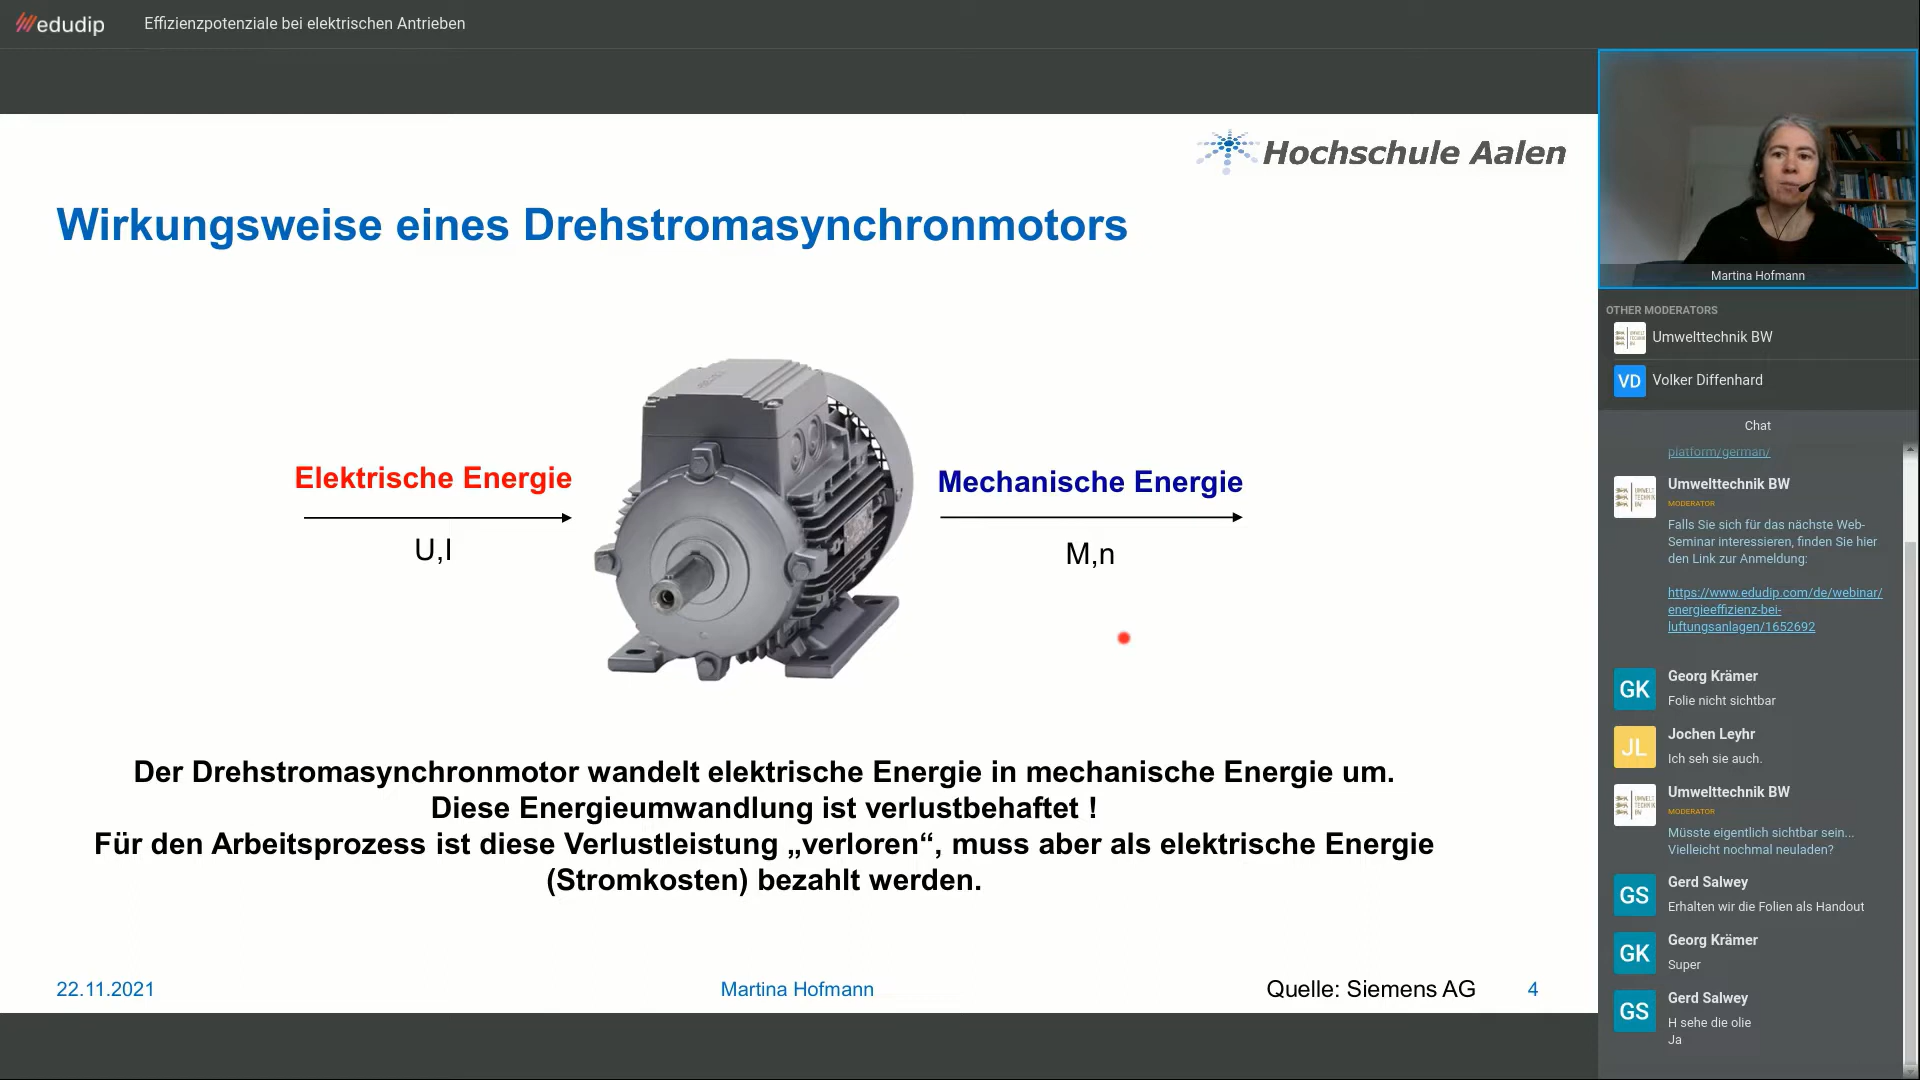 edudip
Effizienzpotenziale bei elektrischen Antrieben
Hochschule Aalen
Wirkungsweise eines Drehstromasynchronmotors
Elektrische Energie
U,I
Mechanische Energie
M,n
Der Drehstromasynchronmotor wandelt elektrische Energie in mechanische Energie um.
Diese Energieumwandlung ist verlustbehaftet !
Für den Arbeitsprozess ist diese Verlustleistung „verloren“, muss aber als elektrische Energie
(Stromkosten) bezahlt werden.
22.11.2021
Martina Hofmann
Quelle: Siemens AG
4
Martina Hofmann
OTHER MODERATORS
Umwelttechnik BW
VD
Volker Diffenhard
Chat
platform/german/
Umwelttechnik BW
MODERATOR
Falls Sie sich für das nächste Web-
Seminar interessieren, finden Sie hier
den Link zur Anmeldung:
https://www.edudip.com/de/webinar/
energieeffizienz-bei-
luftungsanlagen/1652692
GK
Georg Krämer
Folie nicht sichtbar
JL
Jochen Leyhr
Ich seh sie auch.
Umwelttechnik BW
MODERATOR
Müsste eigentlich sichtbar sein...
Vielleicht nochmal neuladen?
GS
Gerd Salwey
Erhalten wir die Folien als Handout
GK
Georg Krämer
Super
GS
Gerd Salwey
H sehe die olie
Ja